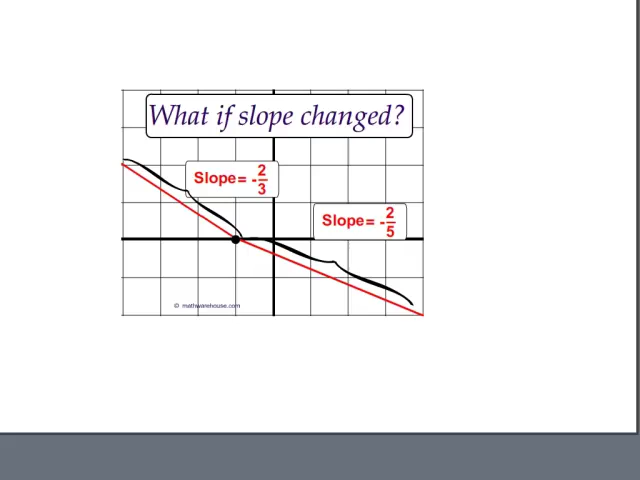 What if slope changed?
Slope= -2/3
Slope= -2/5
© mathwarehouse.com